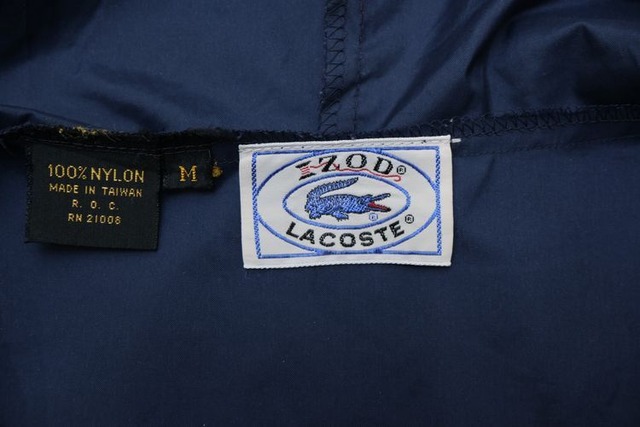 100% NYLON
MADE IN TAIWAN
R. O. C.
RN 21008
M
IZOD®
®
LACOSTE®